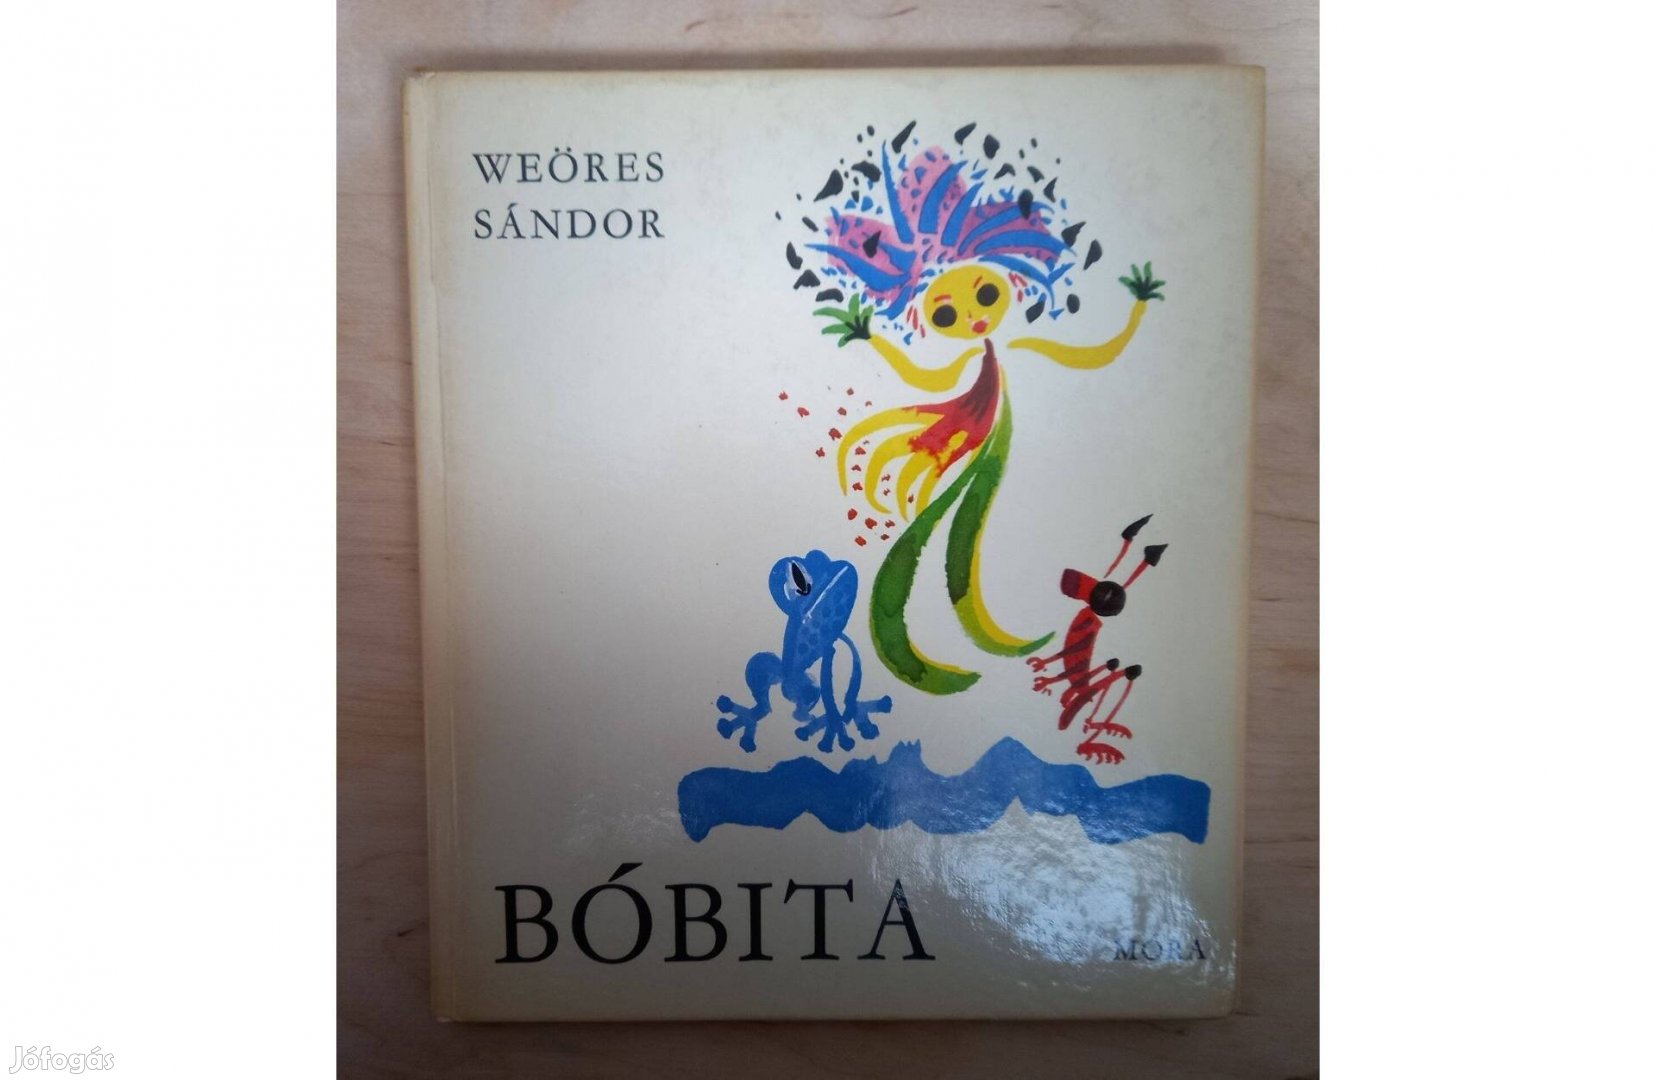 WEÖRES
SÁNDOR
BÓBITA
MÓRA
Jófogás